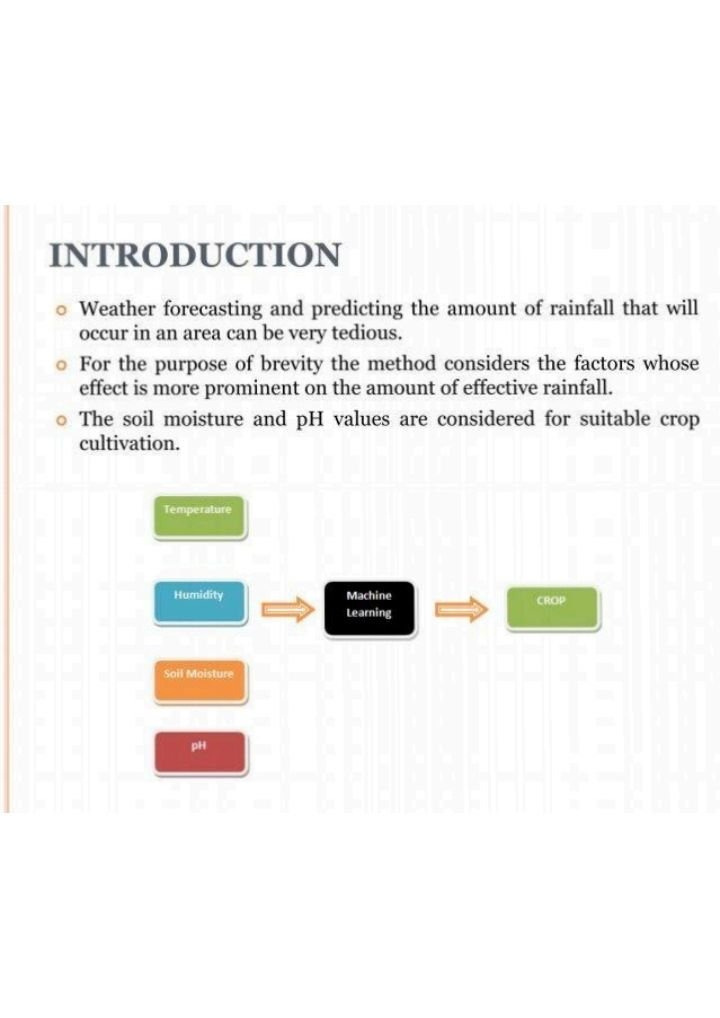 INTRODUCTION
Weather forecasting and predicting the amount of rainfall that will
occur in an area can be very tedious.
For the purpose of brevity the method considers the factors whose
effect is more prominent on the amount of effective rainfall.
The soil moisture and pH values are considered for suitable crop
cultivation.
Temperature
Humidity
Machine
Learning
CROP
Soil Moisture
pH